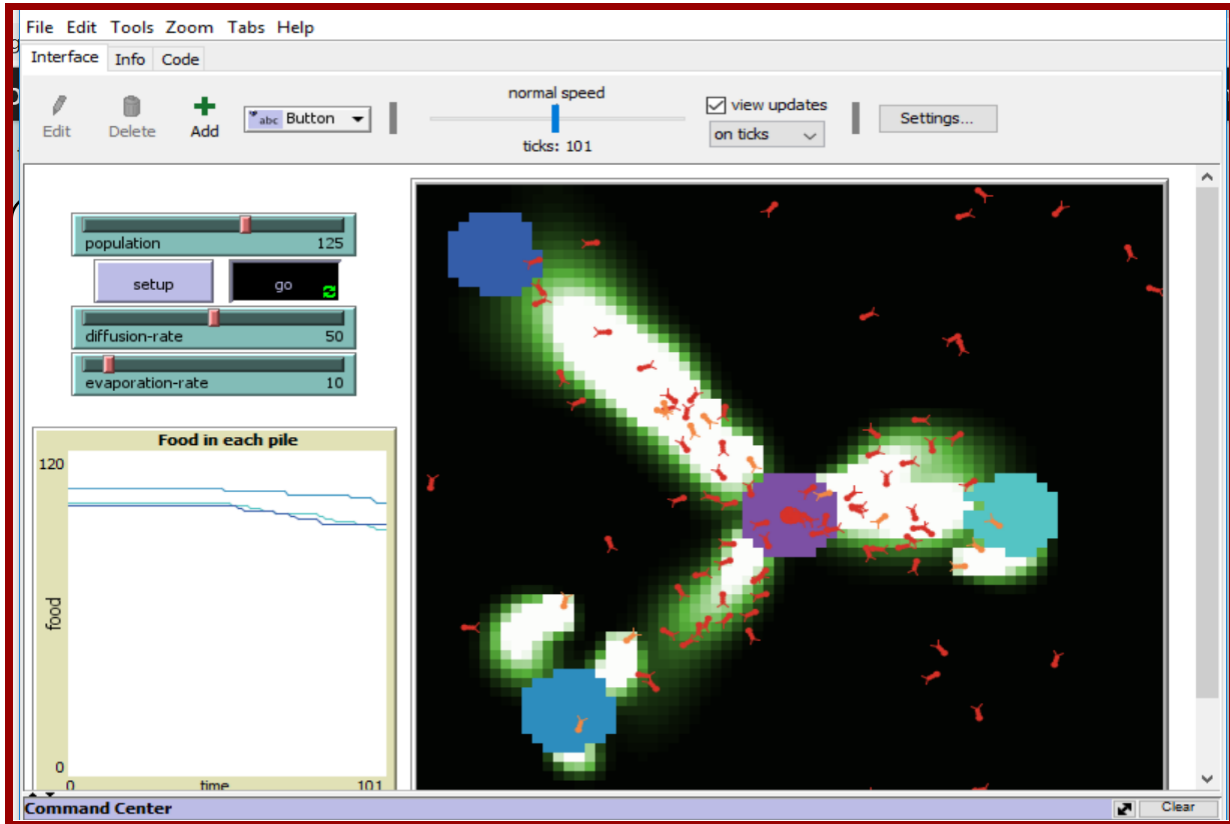 File Edit Tools Zoom Tabs Help
Interface Info Code
normal speed
view updates
Edit Delete Add abc Button
on ticks
Settings...
ticks: 101
population 125
setup go
diffusion-rate 50
evaporation-rate 10
Food in each pile
120
food
0
0 time 101
Command Center Clear